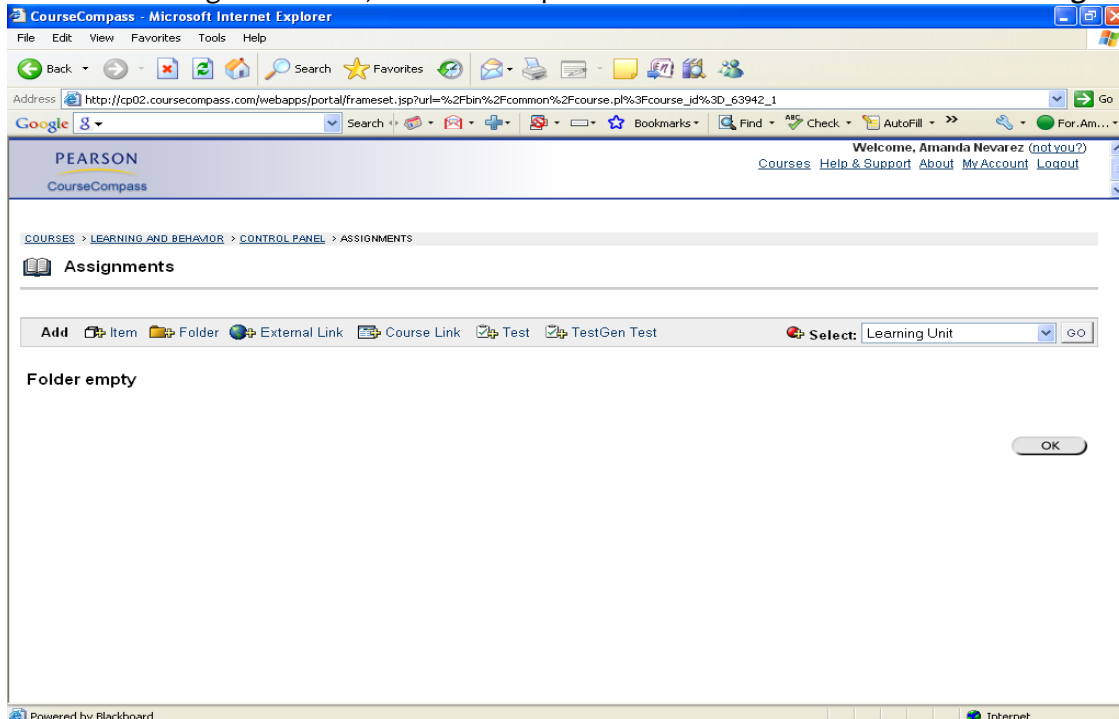 CourseCompass - Microsoft Internet Explorer
File Edit View Favorites Tools Help
Back Search Favorites
Address http://cp02.coursecompass.com/webapps/portal/frameset.jsp?url=%2Fbin%2Fcommon%2Fcourse.pl%3Fcourse_id%3D_63942_1 Go
Google Search Bookmarks Find Check AutoFill » For.Am...
PEARSON
CourseCompass
Welcome, Amanda Nevarez (not you?)
Courses Help & Support About My Account Logout
COURSES > LEARNING AND BEHAVIOR > CONTROL PANEL > ASSIGNMENTS
Assignments
Add Item Folder External Link Course Link Test TestGen Test Select: Learning Unit GO
Folder empty
OK
Powered by Blackboard Internet